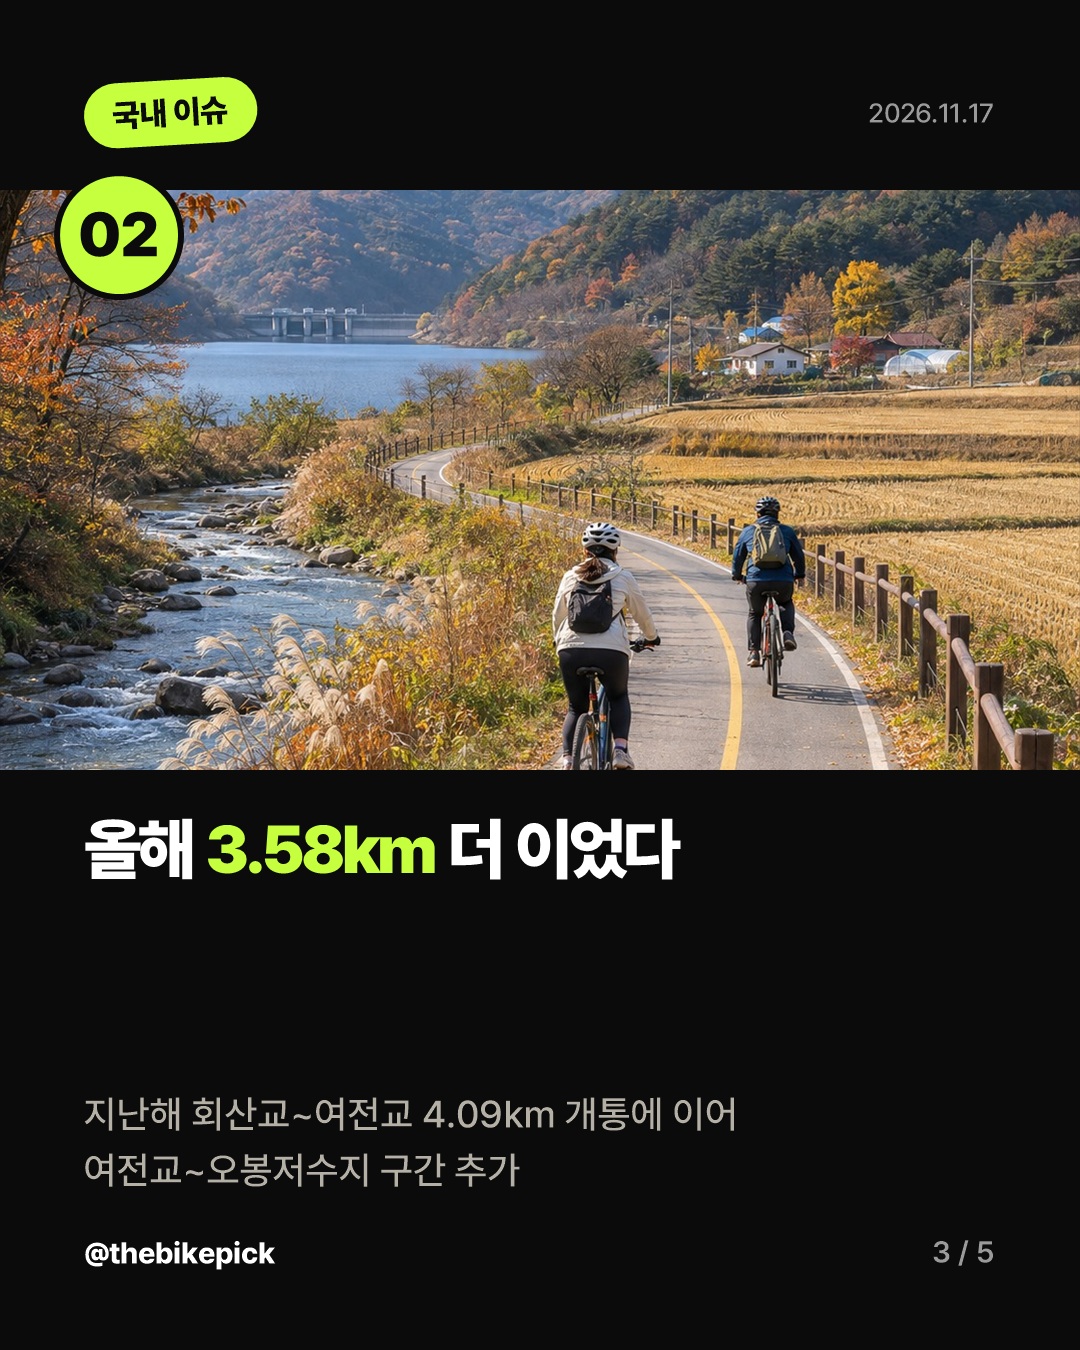 국내 이슈
2026.11.17
02
올해 3.58km 더 이었다
지난해 회산교~여전교 4.09km 개통에 이어
여전교~오봉저수지 구간 추가
@thebikepick
3 / 5